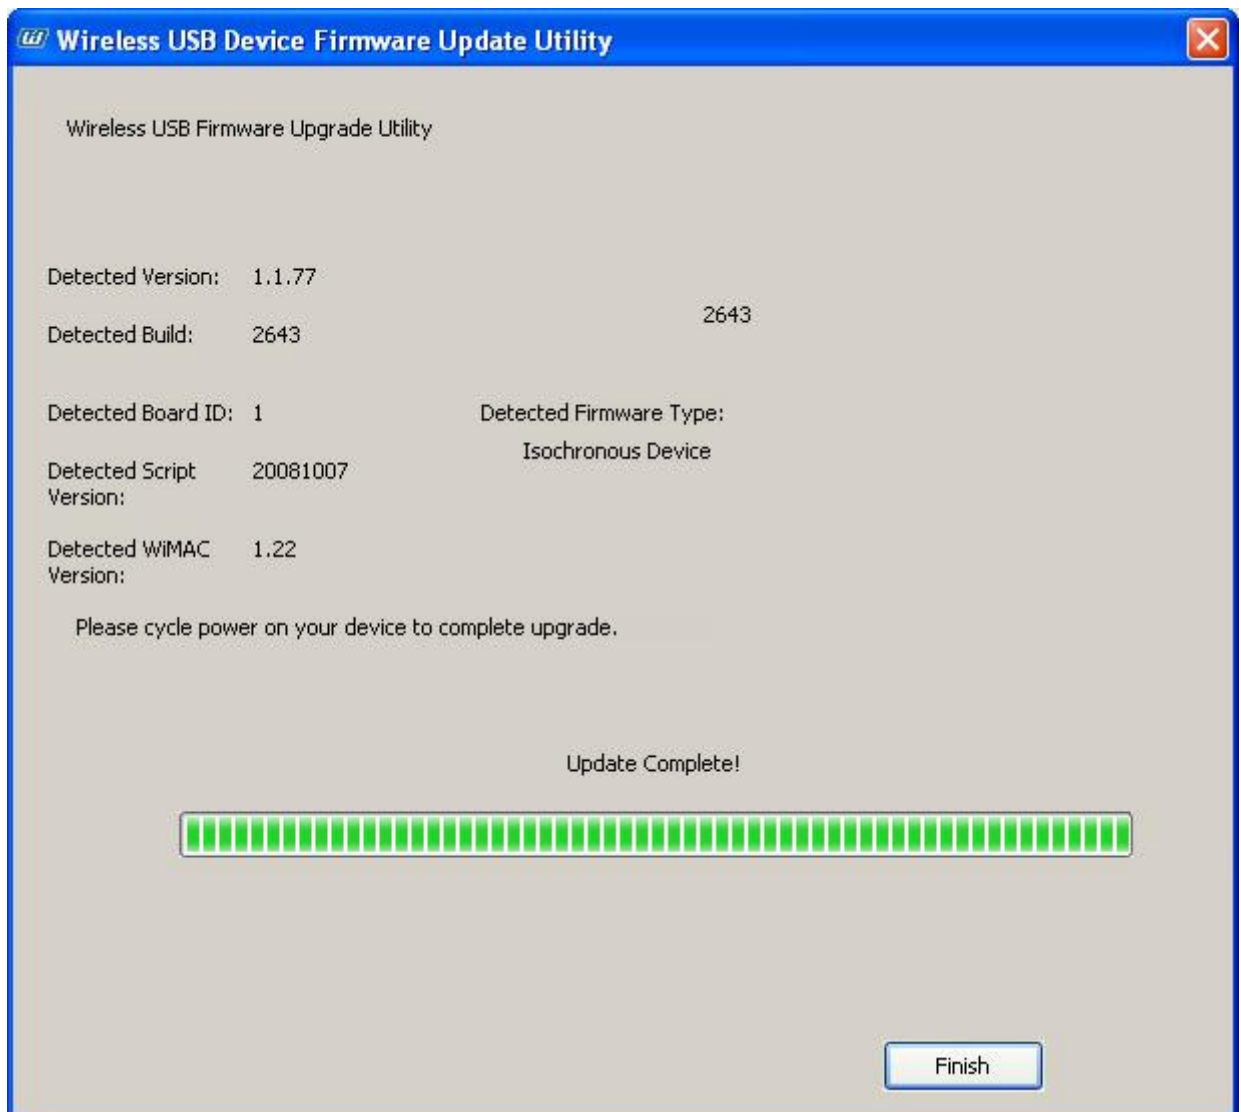 Wireless USB Device Firmware Update Utility
Wireless USB Firmware Upgrade Utility
Detected Version: 1.1.77
2643
Detected Build: 2643
Detected Board ID: 1 Detected Firmware Type:
Isochronous Device
Detected Script 20081007
Version:
Detected WiMAC 1.22
Version:
Please cycle power on your device to complete upgrade.
Update Complete!
Finish